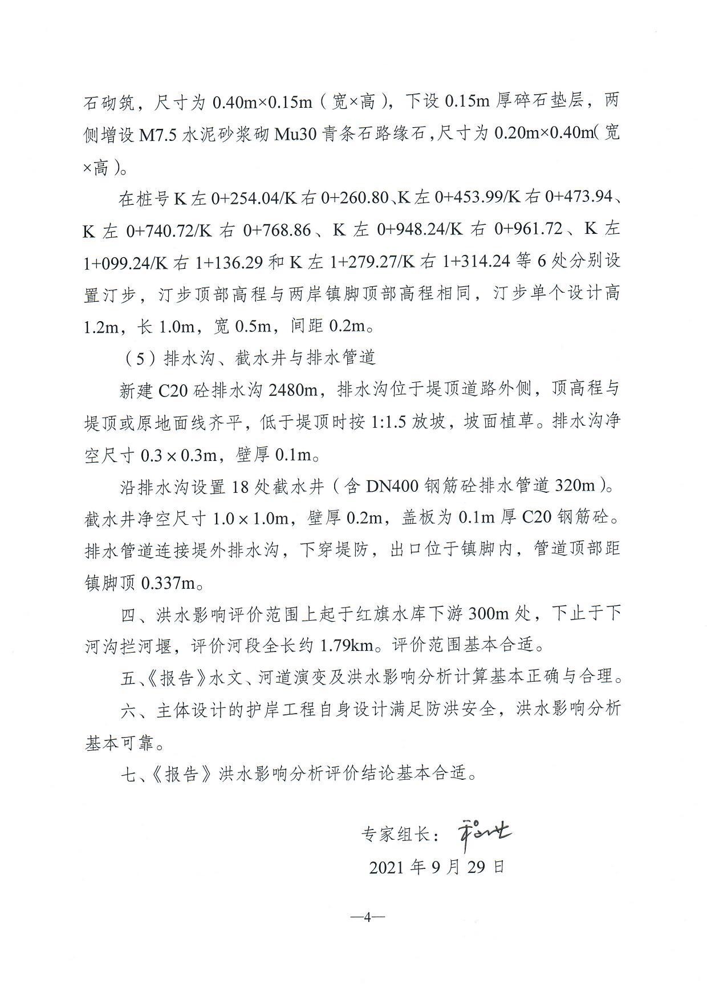 石砌筑，尺寸为 0.40m×0.15m（宽×高），下设 0.15m 厚碎石垫层，两
侧增设 M7.5 水泥砂浆砌 Mu30 青条石路缘石,尺寸为 0.20m×0.40m（宽
×高）。
在桩号 K 左 0+254.04/K 右 0+260.80、K 左 0+453.99/K 右 0+473.94、
K 左 0+740.72/K 右 0+768.86、K 左 0+948.24/K 右 0+961.72、K 左
1+099.24/K 右 1+136.29 和 K 左 1+279.27/K 右 1+314.24 等 6 处分别设
置汀步，汀步顶部高程与两岸镇脚顶部高程相同，汀步单个设计高
1.2m，长 1.0m，宽 0.5m，间距 0.2m。
（5）排水沟、截水井与排水管道
新建 C20 砼排水沟 2480m，排水沟位于堤顶道路外侧，顶高程与
堤顶或原地面线齐平，低于堤顶时按 1:1.5 放坡，坡面植草。排水沟净
空尺寸 0.3×0.3m，壁厚 0.1m。
沿排水沟设置 18 处截水井（含 DN400 钢筋砼排水管道 320m）。
截水井净空尺寸 1.0×1.0m，壁厚 0.2m，盖板为 0.1m 厚 C20 钢筋砼。
排水管道连接堤外排水沟，下穿堤防，出口位于镇脚内，管道顶部距
镇脚顶 0.337m。
四、洪水影响评价范围上起于红旗水库下游 300m 处，下止于下
河沟拦河堰，评价河段全长约 1.79km。评价范围基本合适。
五、《报告》水文、河道演变及洪水影响分析计算基本正确与合理。
六、主体设计的护岸工程自身设计满足防洪安全，洪水影响分析
基本可靠。
七、《报告》洪水影响分析评价结论基本合适。
专家组长：
2021 年 9 月 29 日
—4—